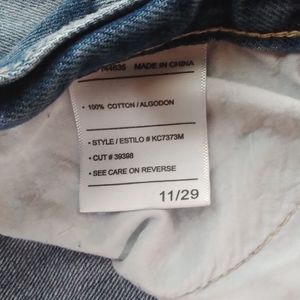 MADE IN CHINA
• 100% COTTON / ALGODON
• STYLE / ESTILO # KC7373M
• CUT # 39398
• SEE CARE ON REVERSE
11/29